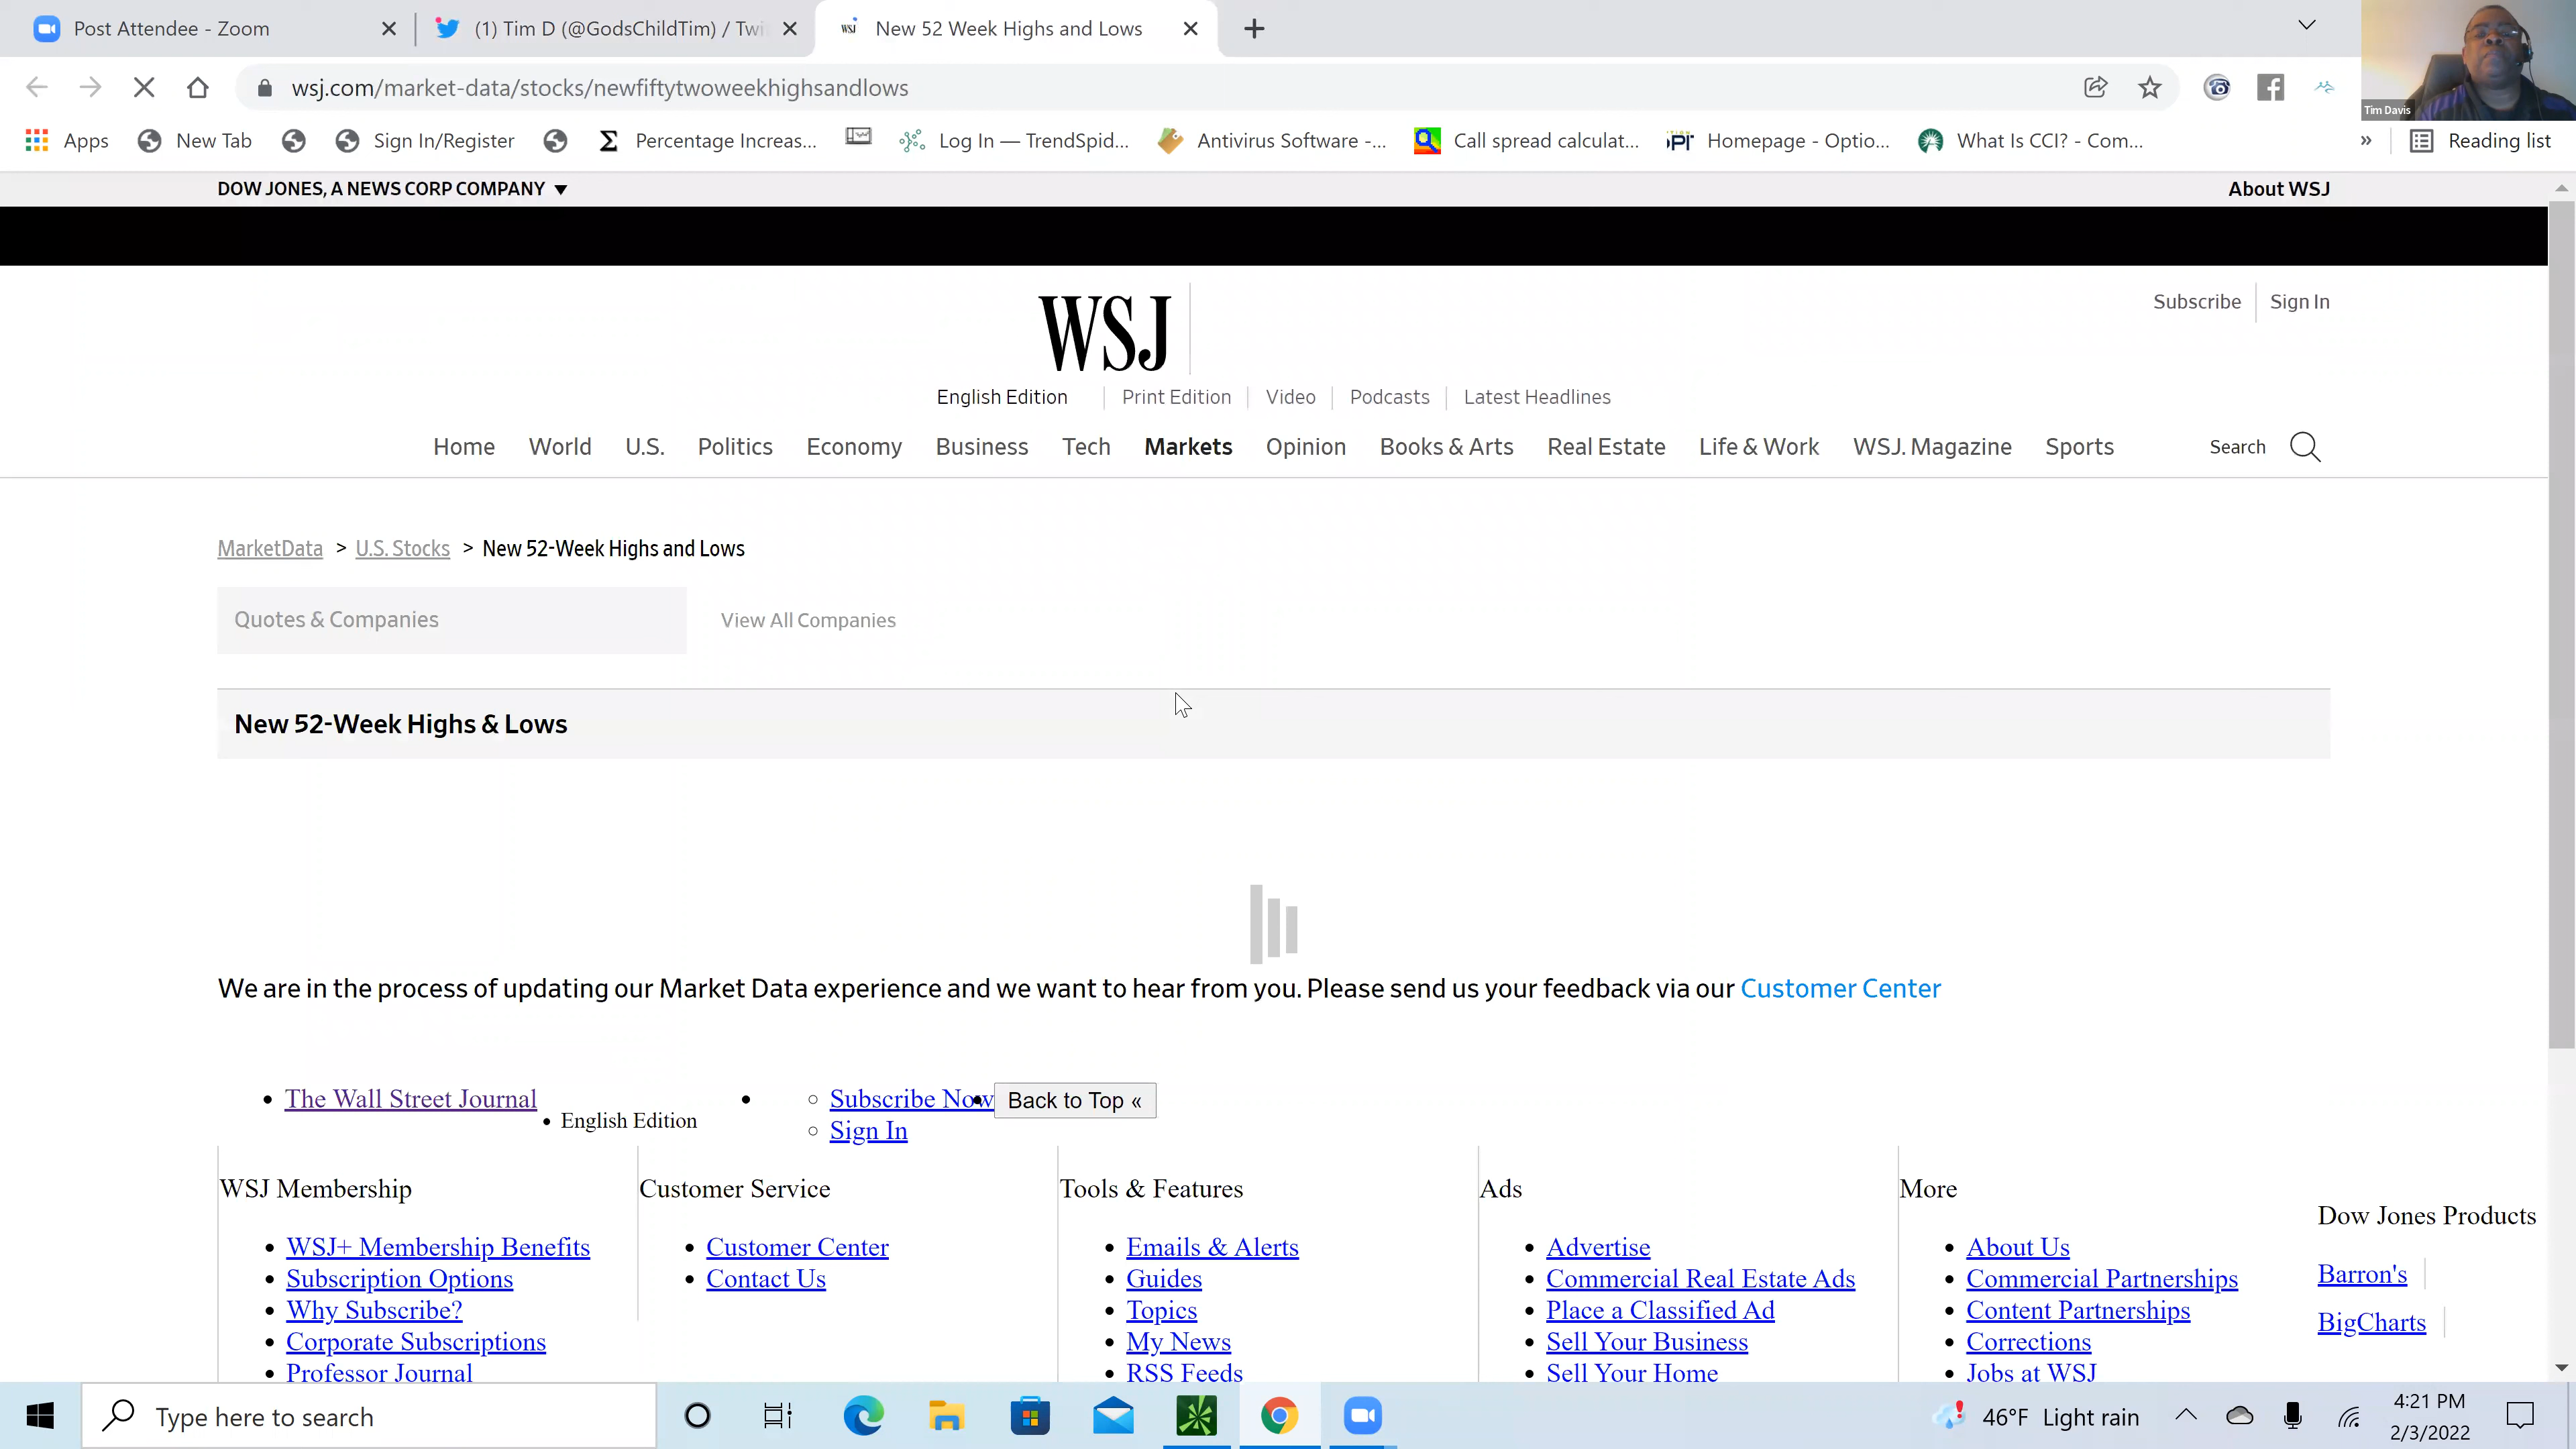 Post Attendee - Zoom
(1) Tim D (@GodsChildTim) / Twi
WSJ New 52 Week Highs and Lows
wsj.com/market-data/stocks/newfiftytwoweekhighsandlows
Tim Davis
Apps New Tab Sign In/Register Percentage Increas... Log In — TrendSpid... Antivirus Software -... Call spread calculat... Homepage - Optio... What Is CCI? - Com... » Reading list
DOW JONES, A NEWS CORP COMPANY About WSJ
WSJ
Subscribe Sign In
English Edition Print Edition Video Podcasts Latest Headlines
Home World U.S. Politics Economy Business Tech Markets Opinion Books & Arts Real Estate Life & Work WSJ. Magazine Sports Search
MarketData > U.S. Stocks > New 52-Week Highs and Lows
Quotes & Companies View All Companies
New 52-Week Highs & Lows
We are in the process of updating our Market Data experience and we want to hear from you. Please send us your feedback via our Customer Center
The Wall Street Journal
English Edition
Subscribe Now
Sign In
Back to Top «
WSJ Membership
WSJ+ Membership Benefits
Subscription Options
Why Subscribe?
Corporate Subscriptions
Professor Journal
Customer Service
Customer Center
Contact Us
Tools & Features
Emails & Alerts
Guides
Topics
My News
RSS Feeds
Ads
Advertise
Commercial Real Estate Ads
Place a Classified Ad
Sell Your Business
Sell Your Home
More
About Us
Commercial Partnerships
Content Partnerships
Corrections
Jobs at WSJ
Dow Jones Products
Barron's
BigCharts
Type here to search
46°F Light rain
4:21 PM
2/3/2022